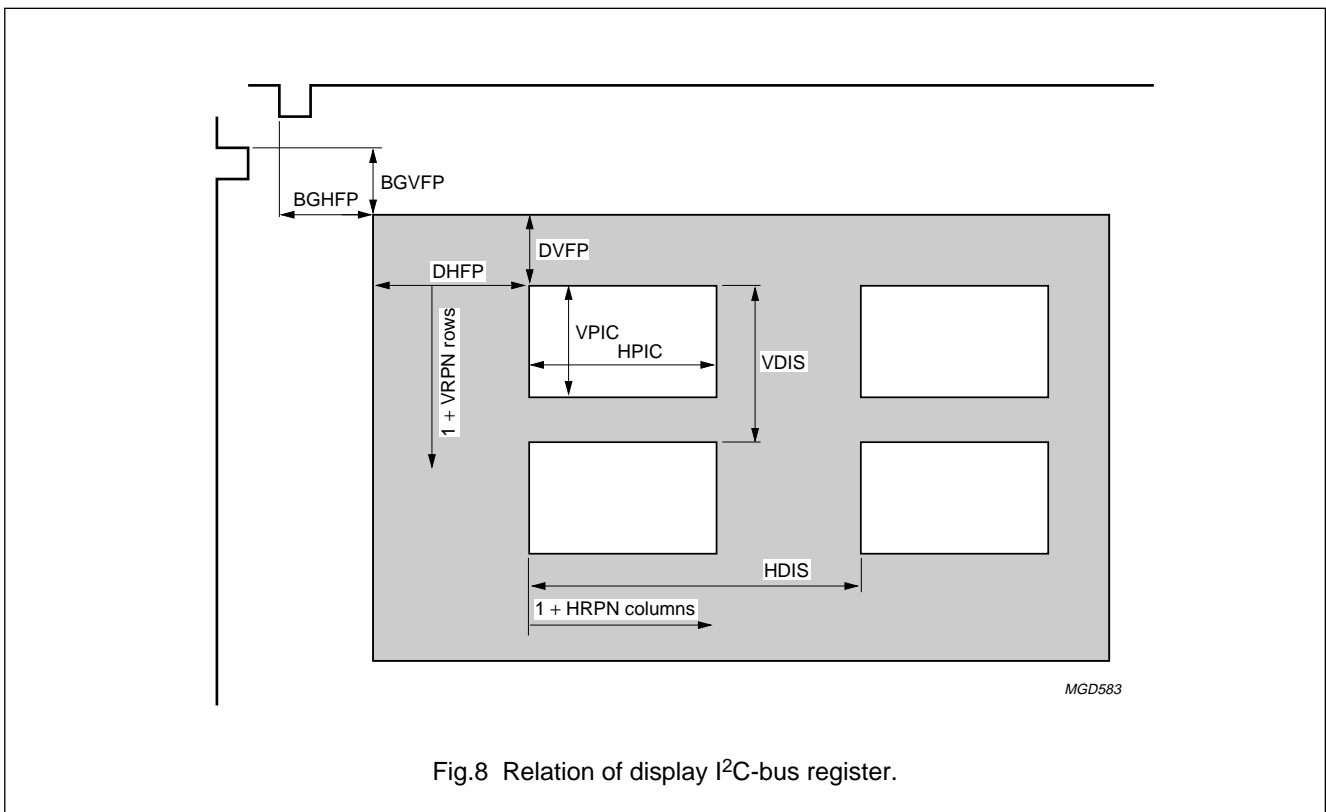 BGVFP
BGHFP
DVFP
DHFP
1 + VRPN rows
VPIC
HPIC
VDIS
HDIS
1 + HRPN columns
MGD583
Fig.8 Relation of display I²C-bus register.